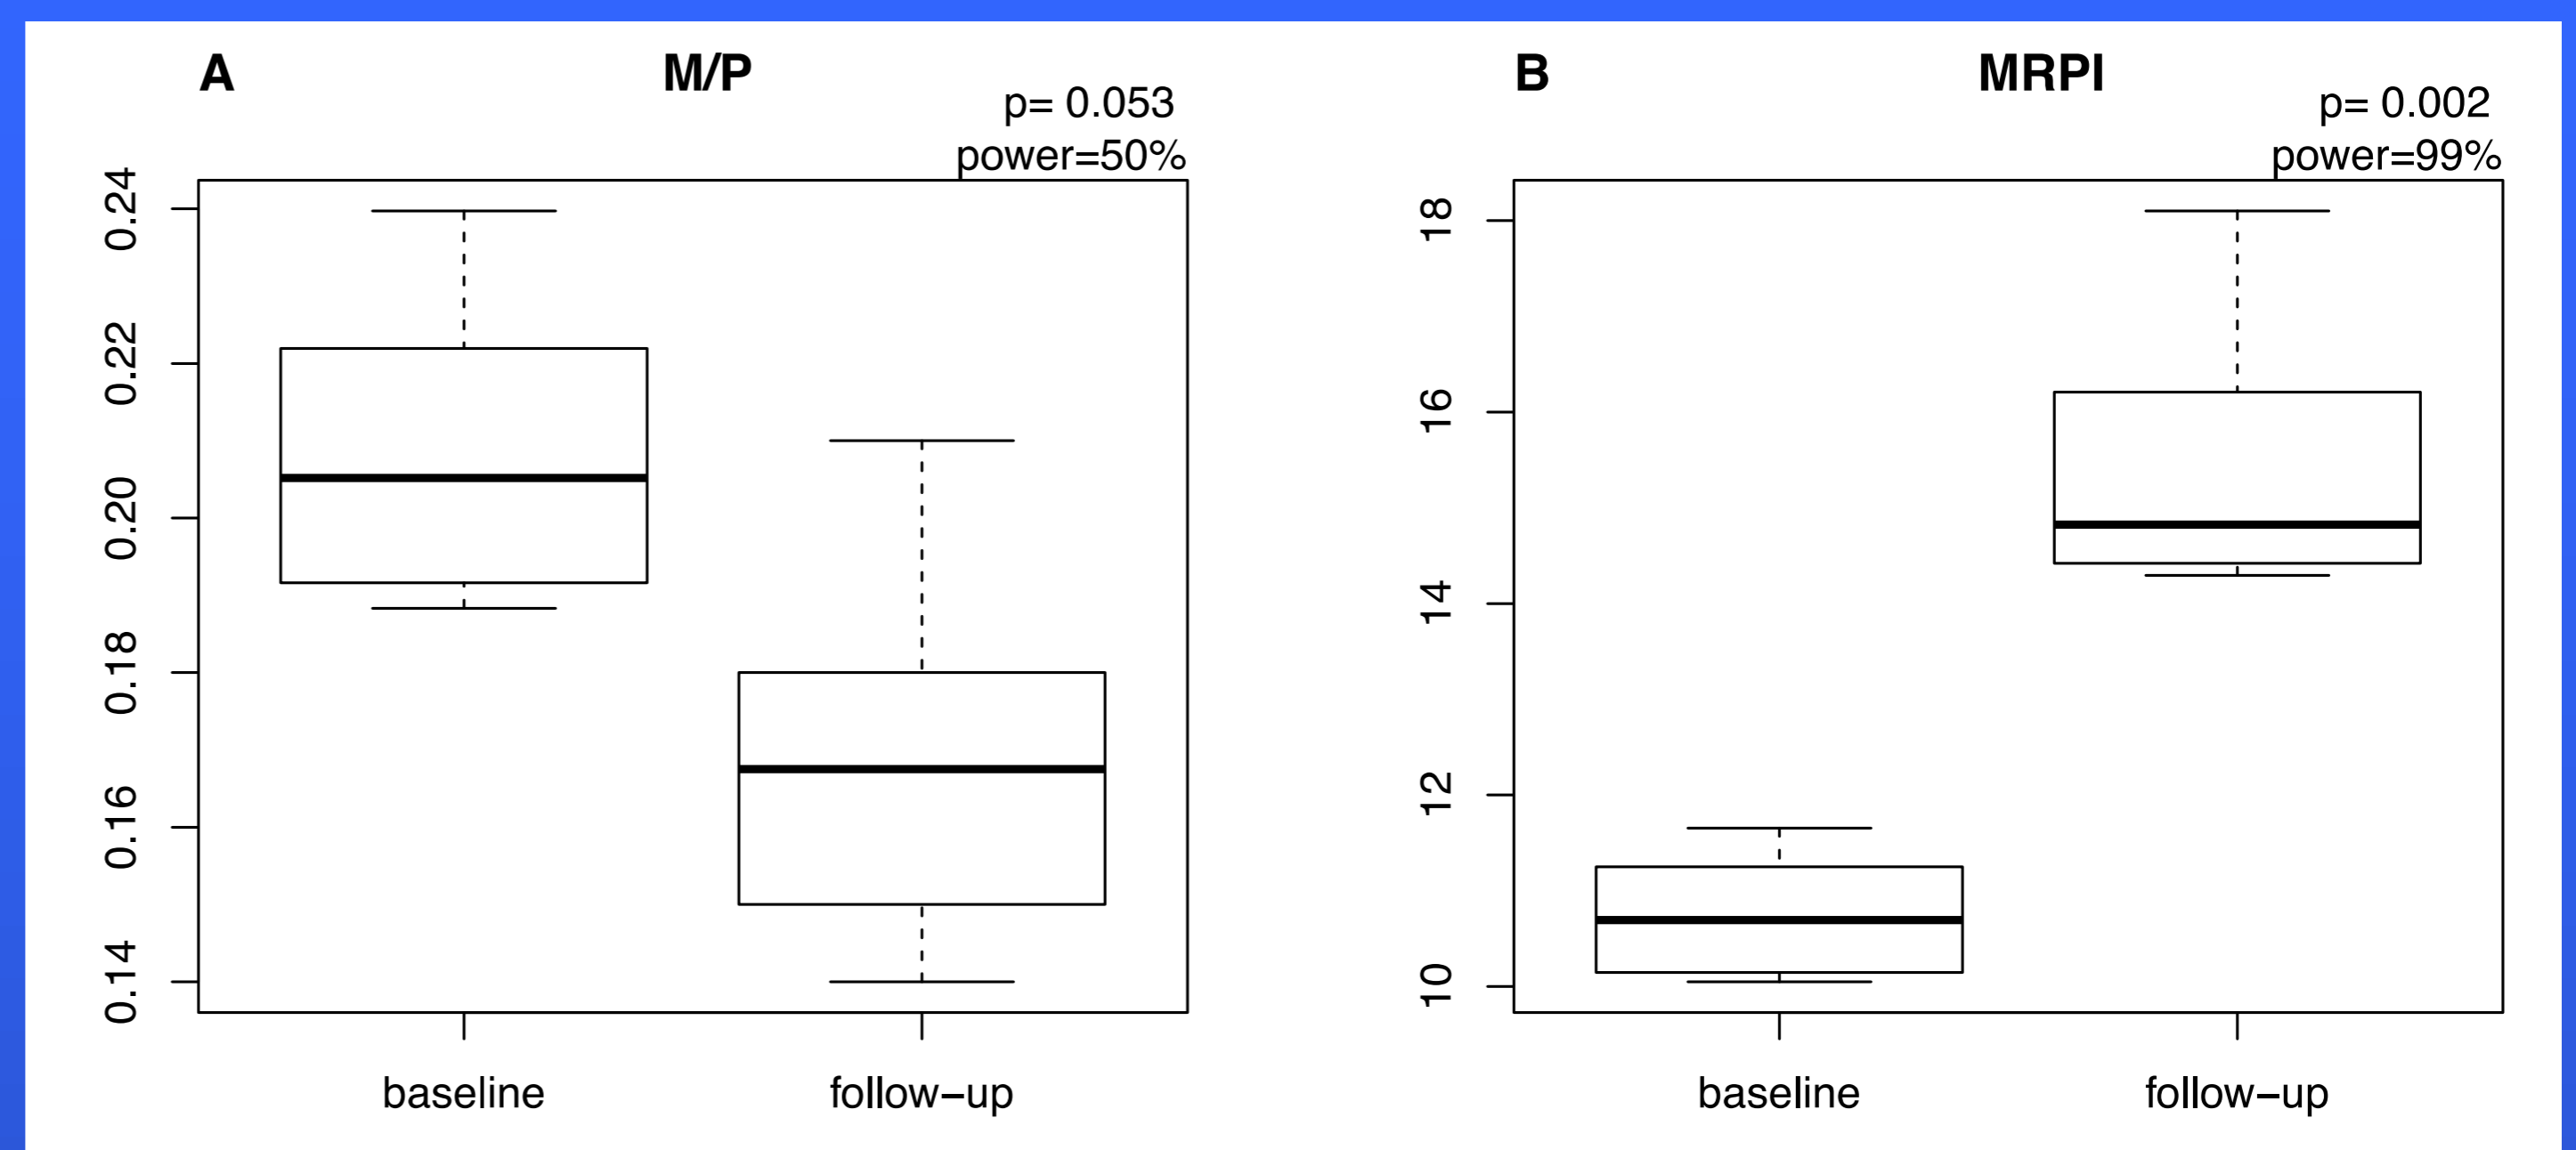 A M/P
p= 0.053
power=50%
0.24
0.22
0.20
0.18
0.16
0.14
baseline follow−up
B MRPI
p= 0.002
power=99%
18
16
14
12
10
baseline follow−up